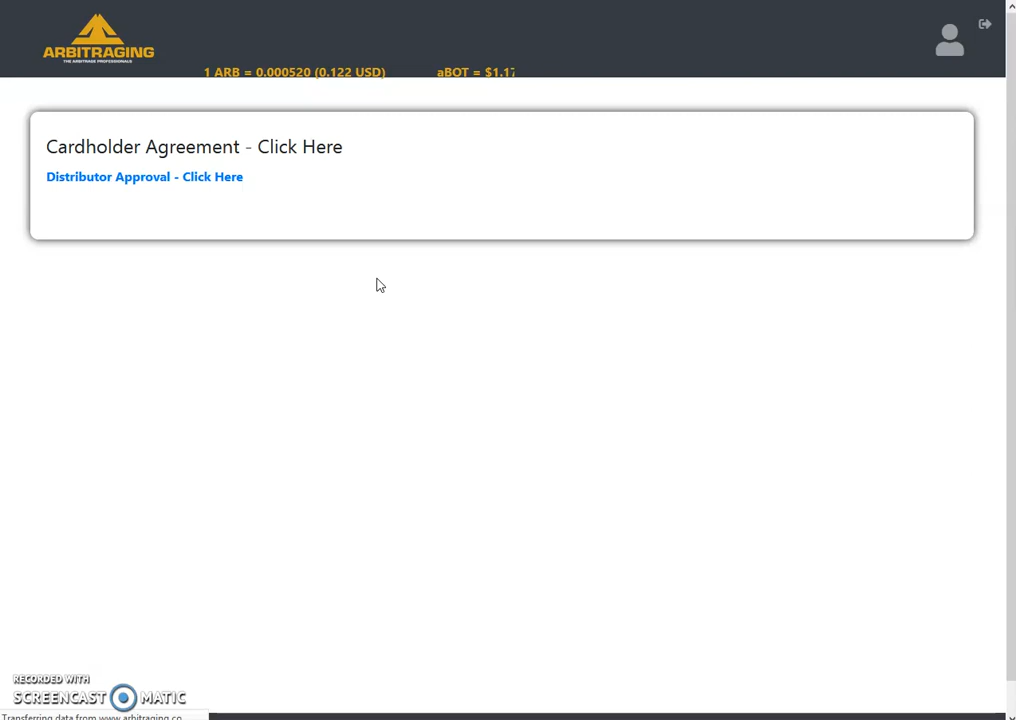 ARBITRAGING
THE ARBITRAGE PROFESSIONALS
1 ARB = 0.000520 (0.122 USD) aBOT = $1.17
Cardholder Agreement - Click Here
Distributor Approval - Click Here
RECORDED WITH
SCREENCAST MATIC
Transferring data from www.arbitraging.co